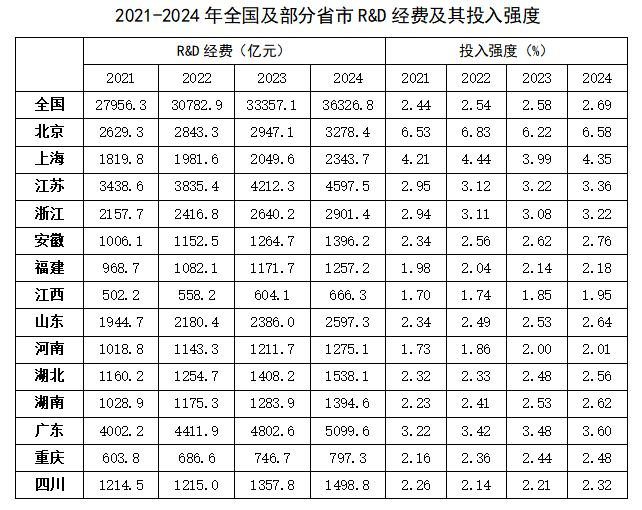 2021-2024 年全国及部分省市 R&D 经费及其投入强度
R&D 经费（亿元） 投入强度（%）
2021 2022 2023 2024 2021 2022 2023 2024
全国 27956.3 30782.9 33357.1 36326.8 2.44 2.54 2.58 2.69
北京 2629.3 2843.3 2947.1 3278.4 6.53 6.83 6.22 6.58
上海 1819.8 1981.6 2049.6 2343.7 4.21 4.44 3.99 4.35
江苏 3438.6 3835.4 4212.3 4597.5 2.95 3.12 3.22 3.36
浙江 2157.7 2416.8 2640.2 2901.4 2.94 3.11 3.08 3.22
安徽 1006.1 1152.5 1264.7 1396.2 2.34 2.56 2.62 2.76
福建 968.7 1082.1 1171.7 1257.2 1.98 2.04 2.14 2.18
江西 502.2 558.2 604.1 666.3 1.70 1.74 1.85 1.95
山东 1944.7 2180.4 2386.0 2597.3 2.34 2.49 2.53 2.64
河南 1018.8 1143.3 1211.7 1275.1 1.73 1.86 2.00 2.01
湖北 1160.2 1254.7 1408.2 1538.1 2.32 2.33 2.48 2.56
湖南 1028.9 1175.3 1283.9 1394.6 2.23 2.41 2.53 2.62
广东 4002.2 4411.9 4802.6 5099.6 3.22 3.42 3.48 3.60
重庆 603.8 686.6 746.7 797.3 2.16 2.36 2.44 2.48
四川 1214.5 1215.0 1357.8 1498.8 2.26 2.14 2.21 2.32